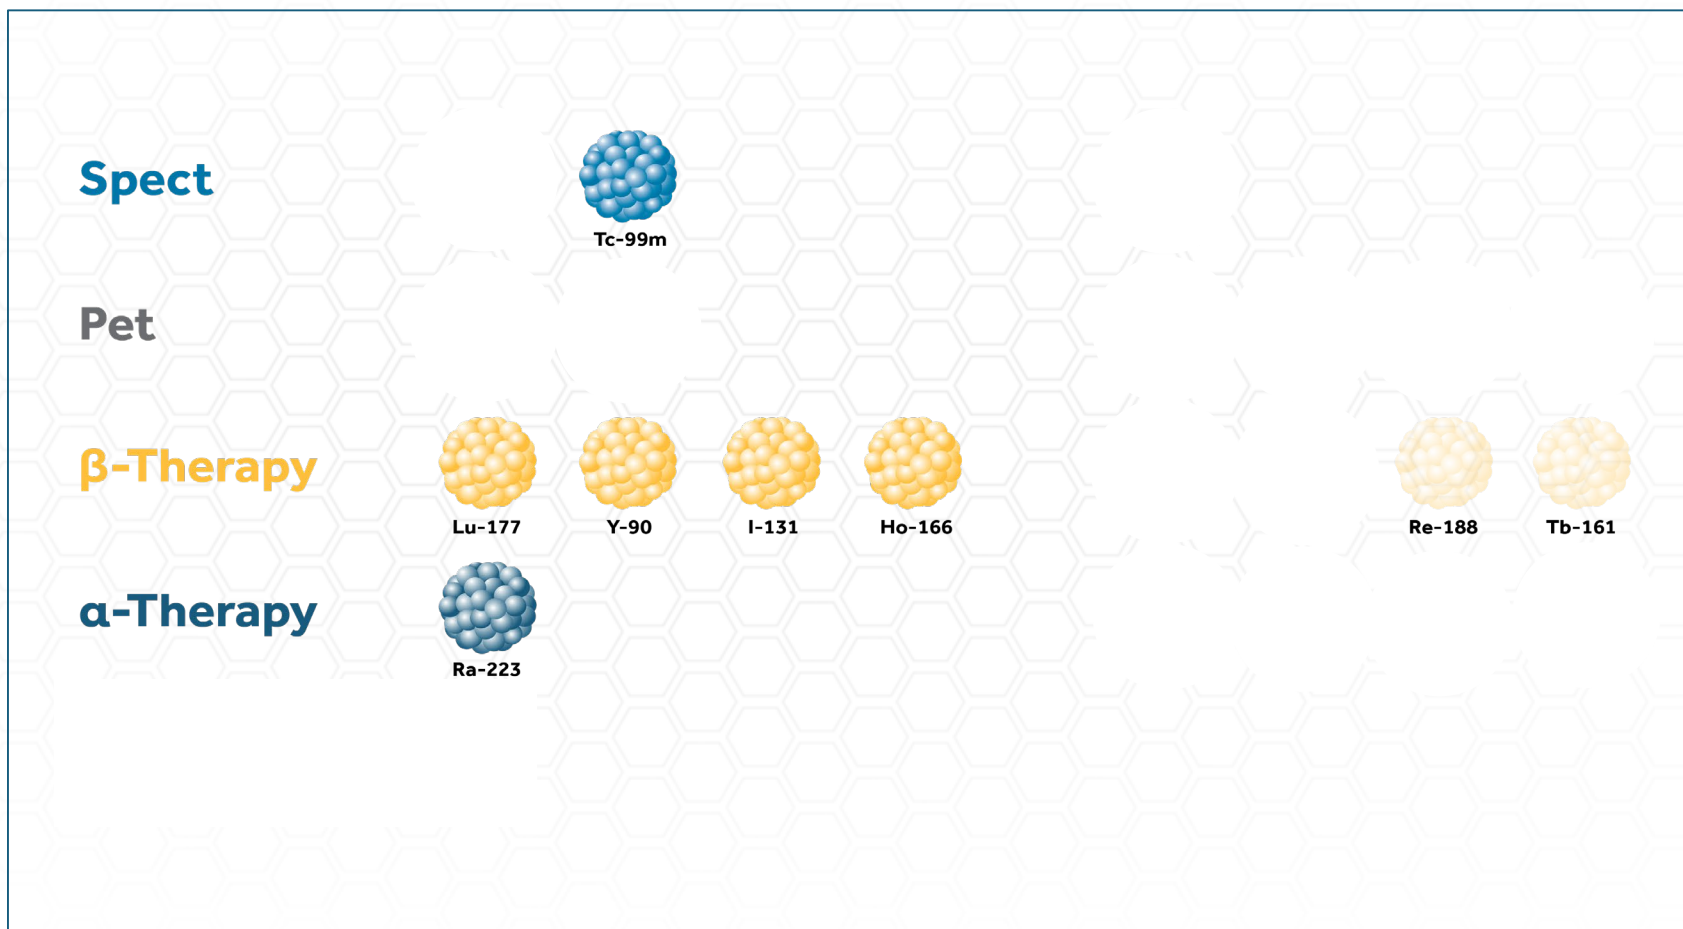 Spect
Tc-99m
Pet
β-Therapy
Lu-177
Y-90
I-131
Ho-166
Re-188
Tb-161
α-Therapy
Ra-223